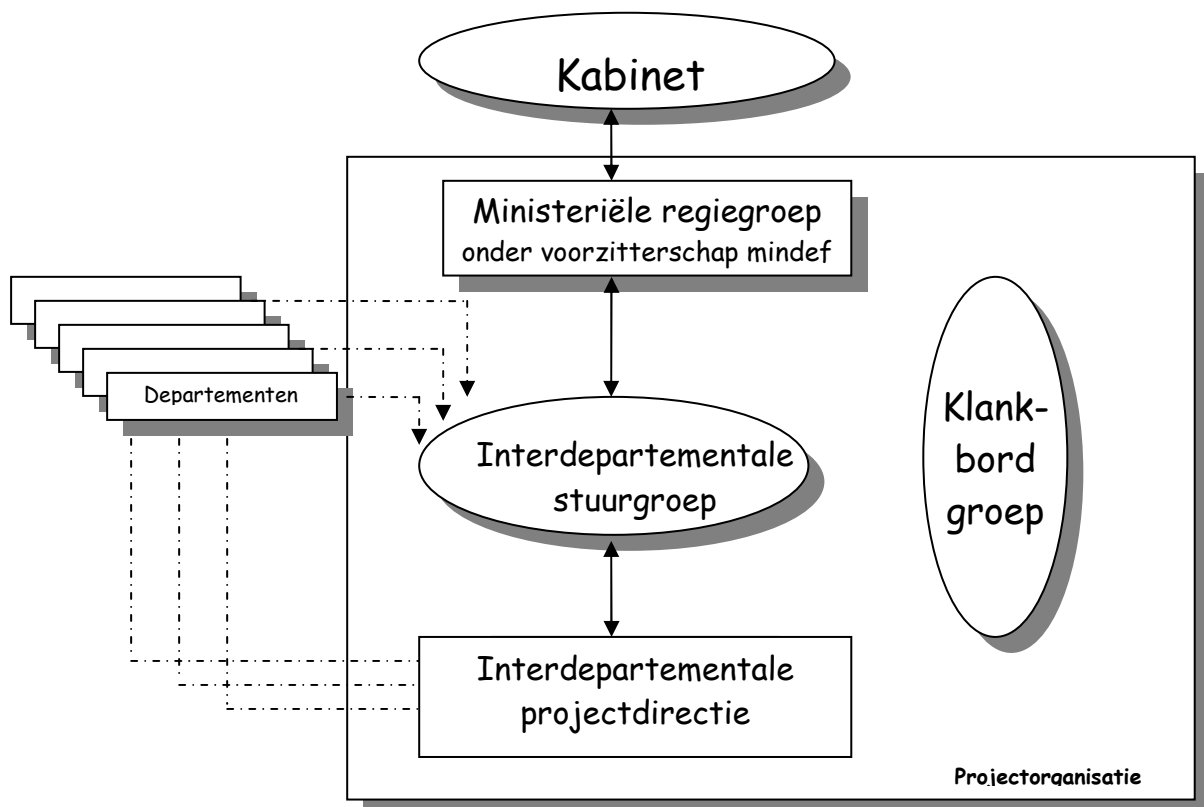 Kabinet
Ministeriële regiegroep
onder voorzitterschap mindef
Departementen
Interdepartementale
stuurgroep
Klank-
bord
groep
Interdepartementale
projectdirectie
Projectorganisatie